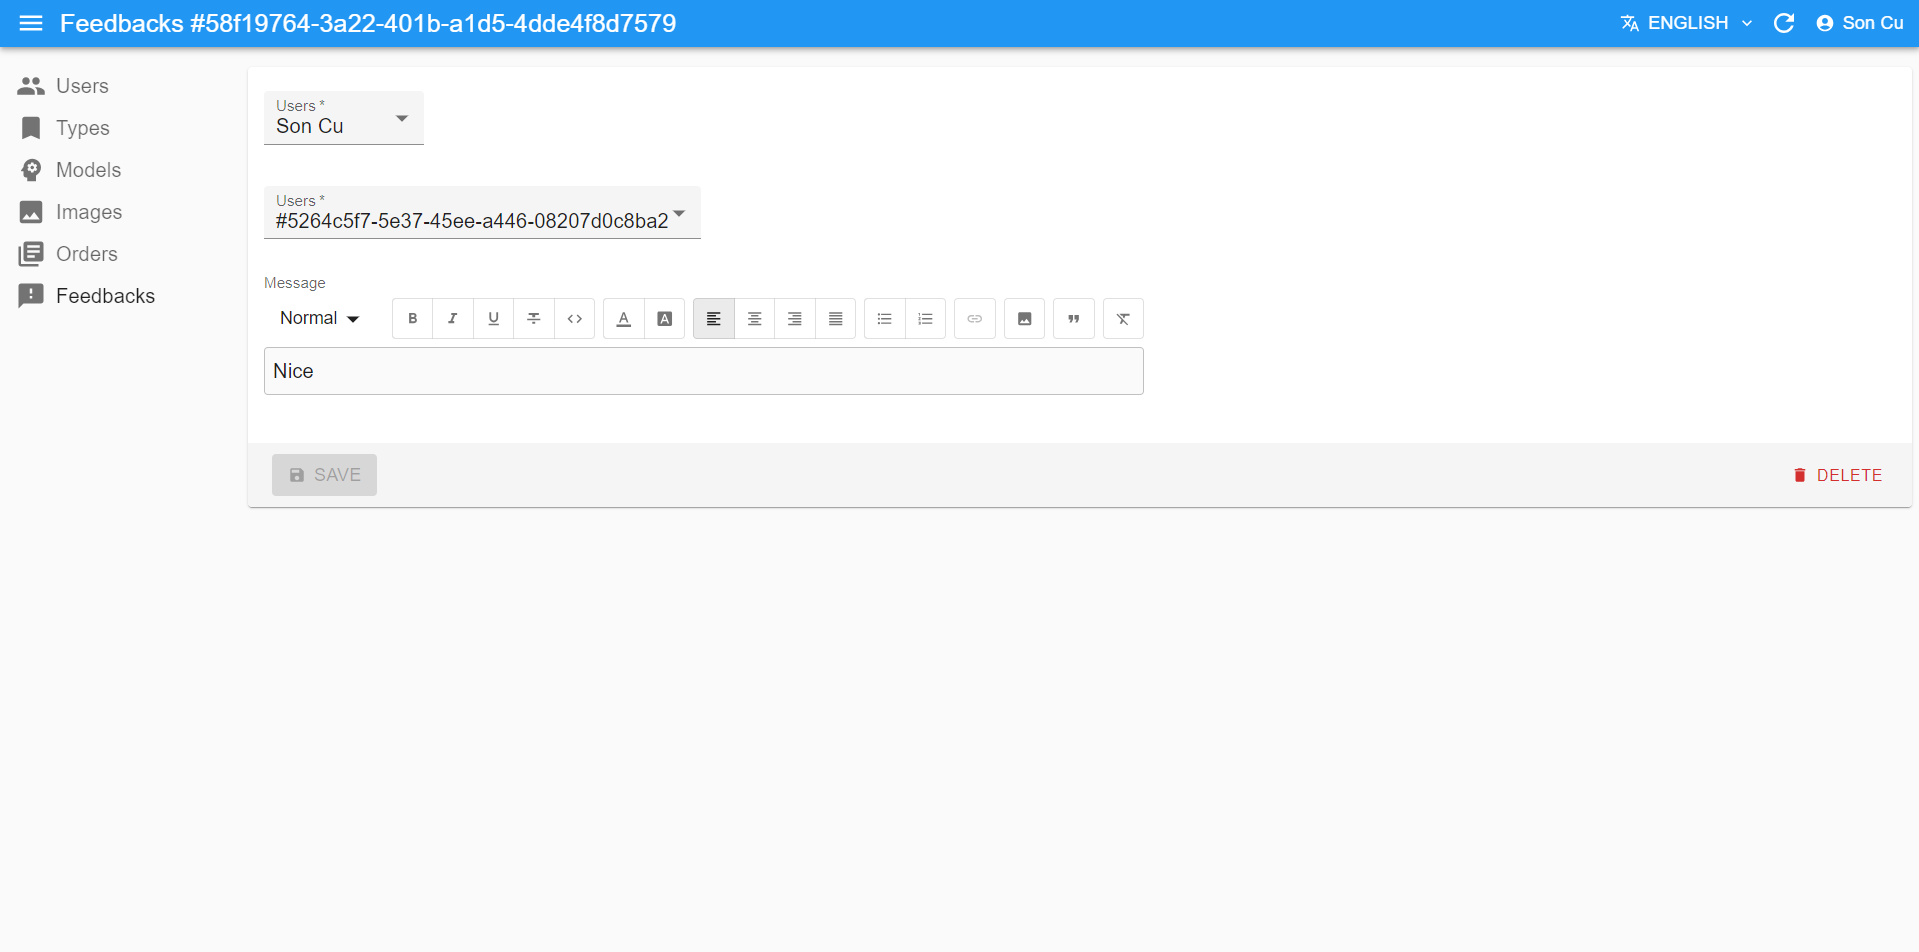 Feedbacks #58f19764-3a22-401b-a1d5-4dde4f8d7579
ENGLISH
Son Cu
Users
Types
Models
Images
Orders
Feedbacks
Users *
Son Cu
Users *
#5264c5f7-5e37-45ee-a446-08207d0c8ba2
Message
Normal
Nice
SAVE
DELETE